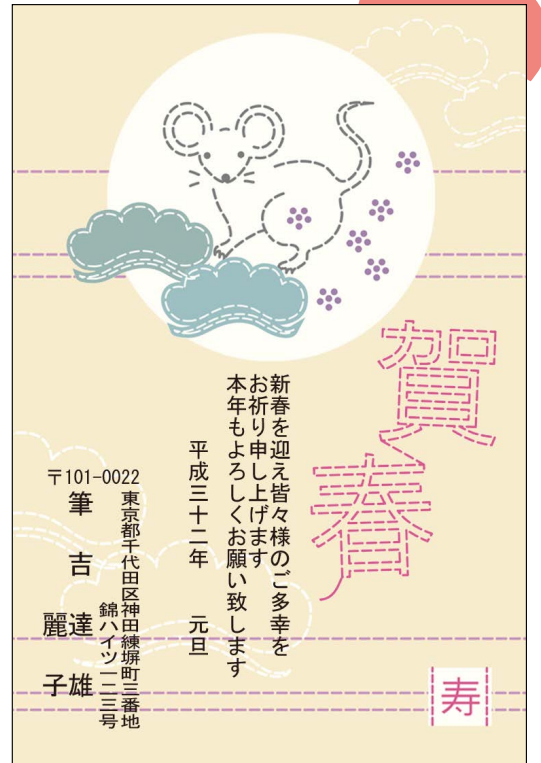 賀春
新春を迎え皆々様のご多幸を
お祈り申し上げます
本年もよろしくお願い致します
平成三十二年　元旦
〒101-0022
東京都千代田区神田練塀町三番地
錦ハイツ一二三号
筆吉達雄
麗子
寿